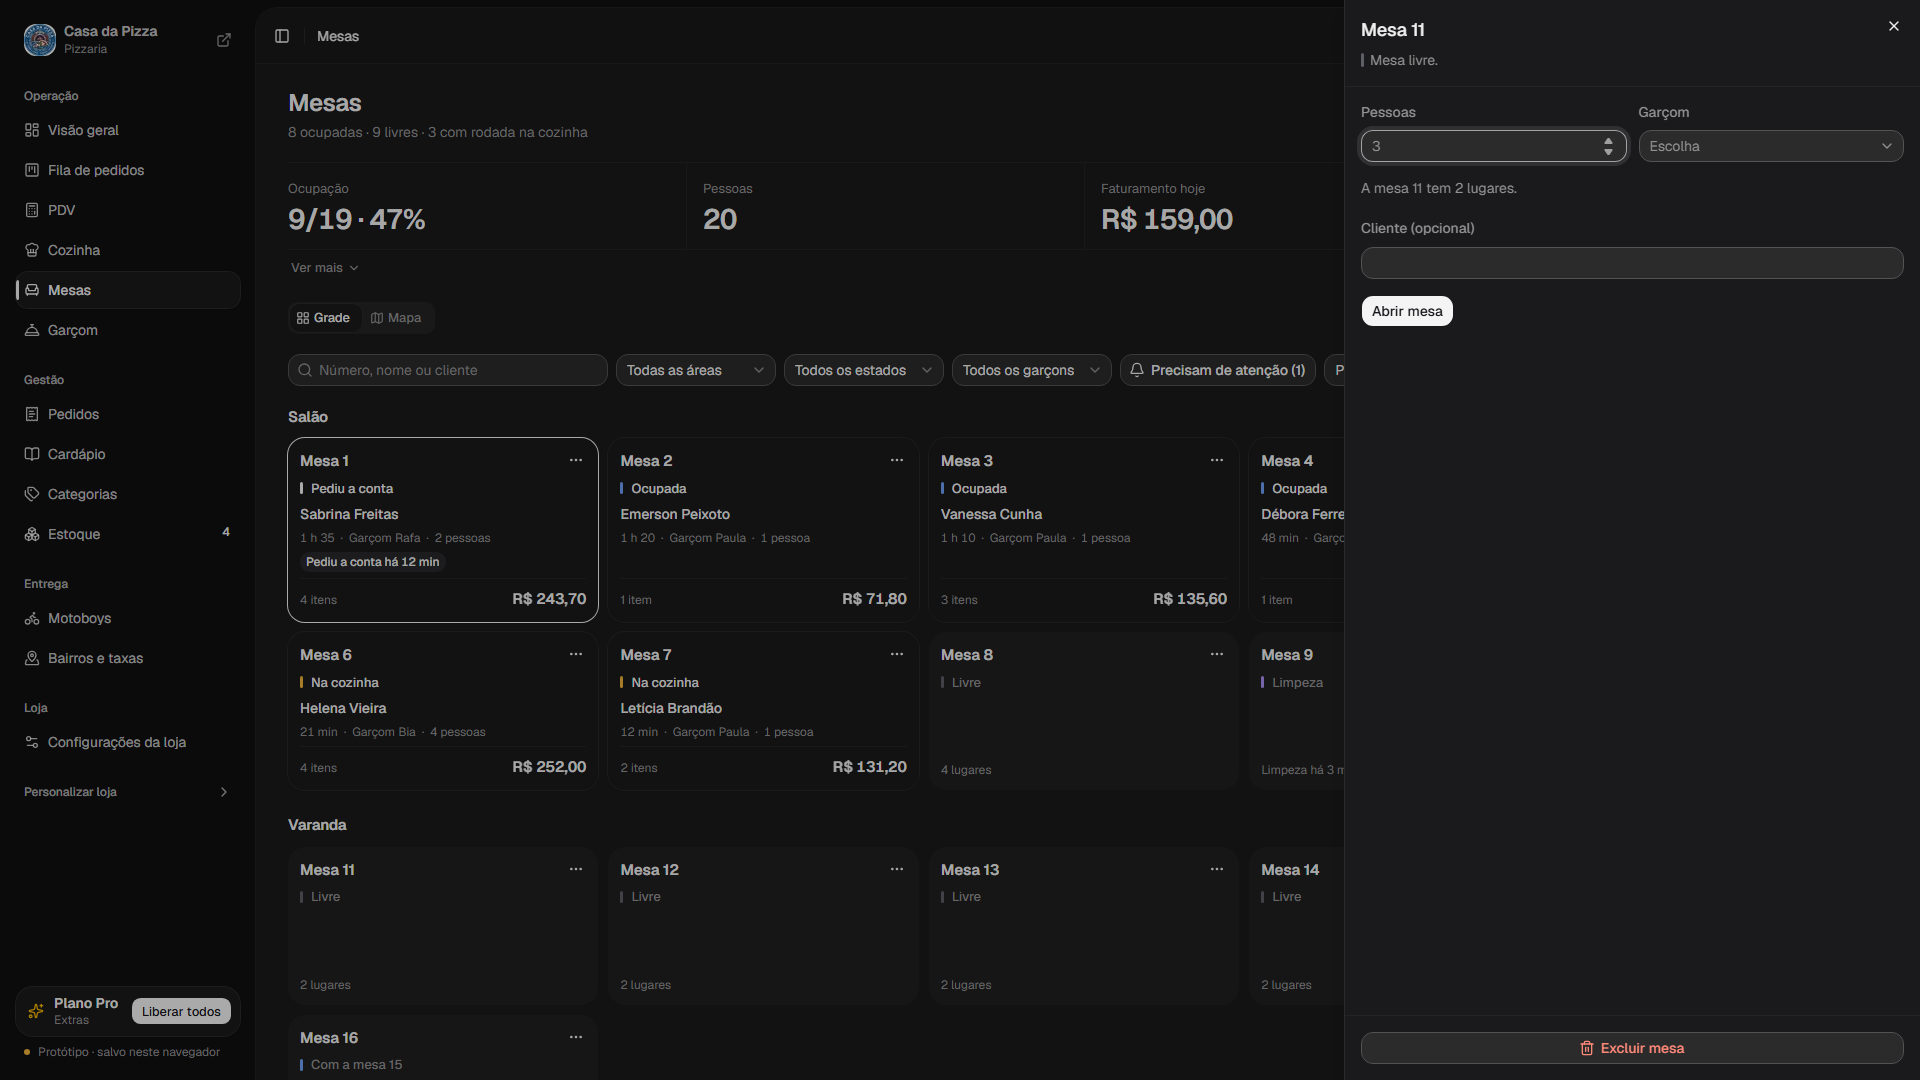 Casa da Pizza
Pizzaria
Operação
Visão geral
Fila de pedidos
PDV
Cozinha
Mesas
Garçom
Gestão
Pedidos
Cardápio
Categorias
Estoque
4
Entrega
Motoboys
Bairros e taxas
Loja
Configurações da loja
Personalizar loja
Plano Pro
Extras
Liberar todos
Protótipo · salvo neste navegador
Mesas
Mesas
8 ocupadas · 9 livres · 3 com rodada na cozinha
Ocupação
9/19 · 47%
Pessoas
20
Faturamento hoje
R$ 159,00
Ver mais
Grade
Mapa
Número, nome ou cliente
Todas as áreas
Todos os estados
Todos os garçons
Precisam de atenção (1)
P
Salão
Mesa 1
Pediu a conta
Sabrina Freitas
1 h 35 · Garçom Rafa · 2 pessoas
Pediu a conta há 12 min
4 itens
R$ 243,70
Mesa 2
Ocupada
Emerson Peixoto
1 h 20 · Garçom Paula · 1 pessoa
1 item
R$ 71,80
Mesa 3
Ocupada
Vanessa Cunha
1 h 10 · Garçom Paula · 1 pessoa
3 itens
R$ 135,60
Mesa 4
Ocupada
Débora Ferre
48 min · Garço
1 item
Mesa 6
Na cozinha
Helena Vieira
21 min · Garçom Bia · 4 pessoas
4 itens
R$ 252,00
Mesa 7
Na cozinha
Letícia Brandão
12 min · Garçom Paula · 1 pessoa
2 itens
R$ 131,20
Mesa 8
Livre
4 lugares
Mesa 9
Limpeza
Limpeza há 3 m
Varanda
Mesa 11
Livre
2 lugares
Mesa 12
Livre
2 lugares
Mesa 13
Livre
2 lugares
Mesa 14
Livre
2 lugares
Mesa 16
Com a mesa 15
Mesa 11
Mesa livre.
Pessoas
3
Garçom
Escolha
A mesa 11 tem 2 lugares.
Cliente (opcional)
Abrir mesa
Excluir mesa